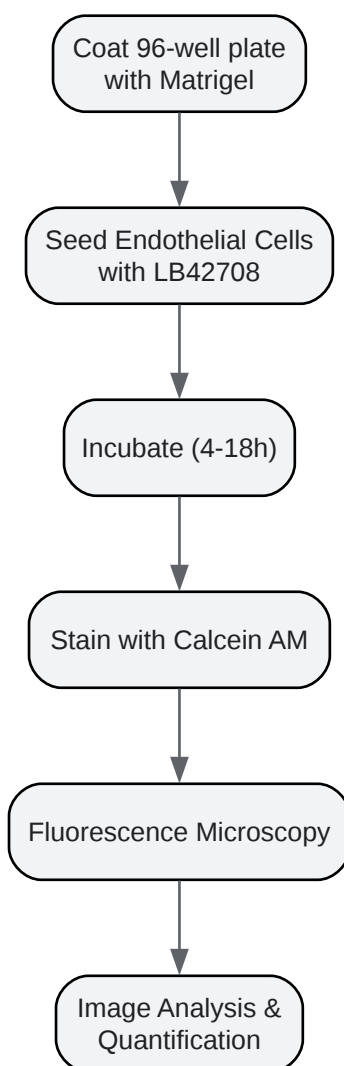 Coat 96-well plate
with Matrigel
Seed Endothelial Cells
with LB42708
Incubate (4-18h)
Stain with Calcein AM
Fluorescence Microscopy
Image Analysis &
Quantification